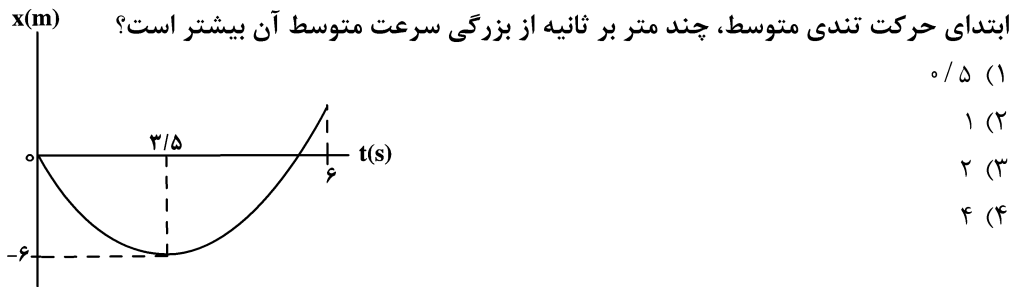 ابتدای حرکت تندی متوسط، چند متر بر ثانیه از بزرگی سرعت متوسط آن بیشتر است؟
۱) ۰/۵
۲) ۱
۳) ۲
۴) ۴
x(m)
۳/۵
۰
t(s)
۶
-۶